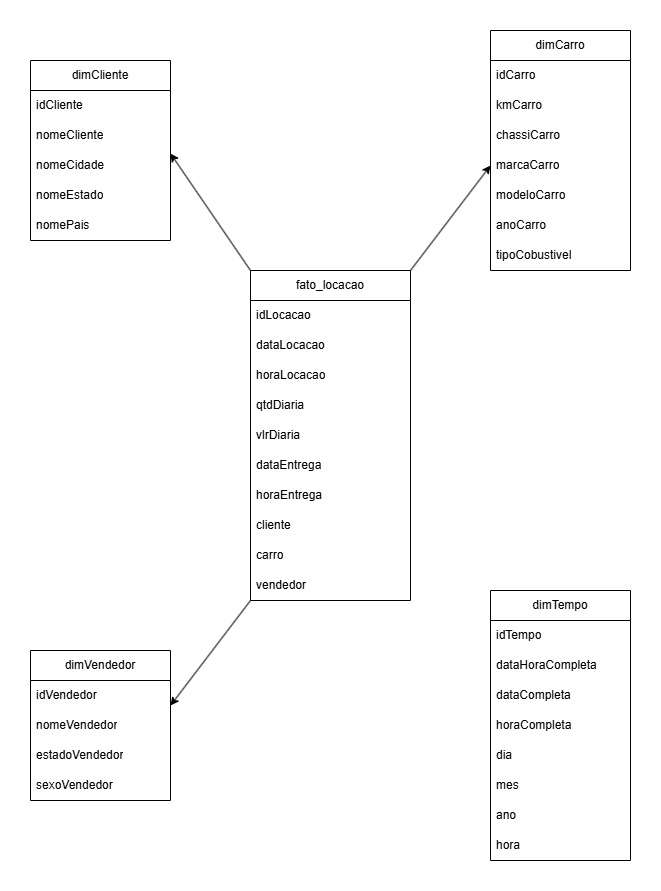 dimCliente
idCliente
nomeCliente
nomeCidade
nomeEstado
nomePais
dimCarro
idCarro
kmCarro
chassiCarro
marcaCarro
modeloCarro
anoCarro
tipoCobustivel
fato_locacao
idLocacao
dataLocacao
horaLocacao
qtdDiaria
vlrDiaria
dataEntrega
horaEntrega
cliente
carro
vendedor
dimVendedor
idVendedor
nomeVendedor
estadoVendedor
sexoVendedor
dimTempo
idTempo
dataHoraCompleta
dataCompleta
horaCompleta
dia
mes
ano
hora